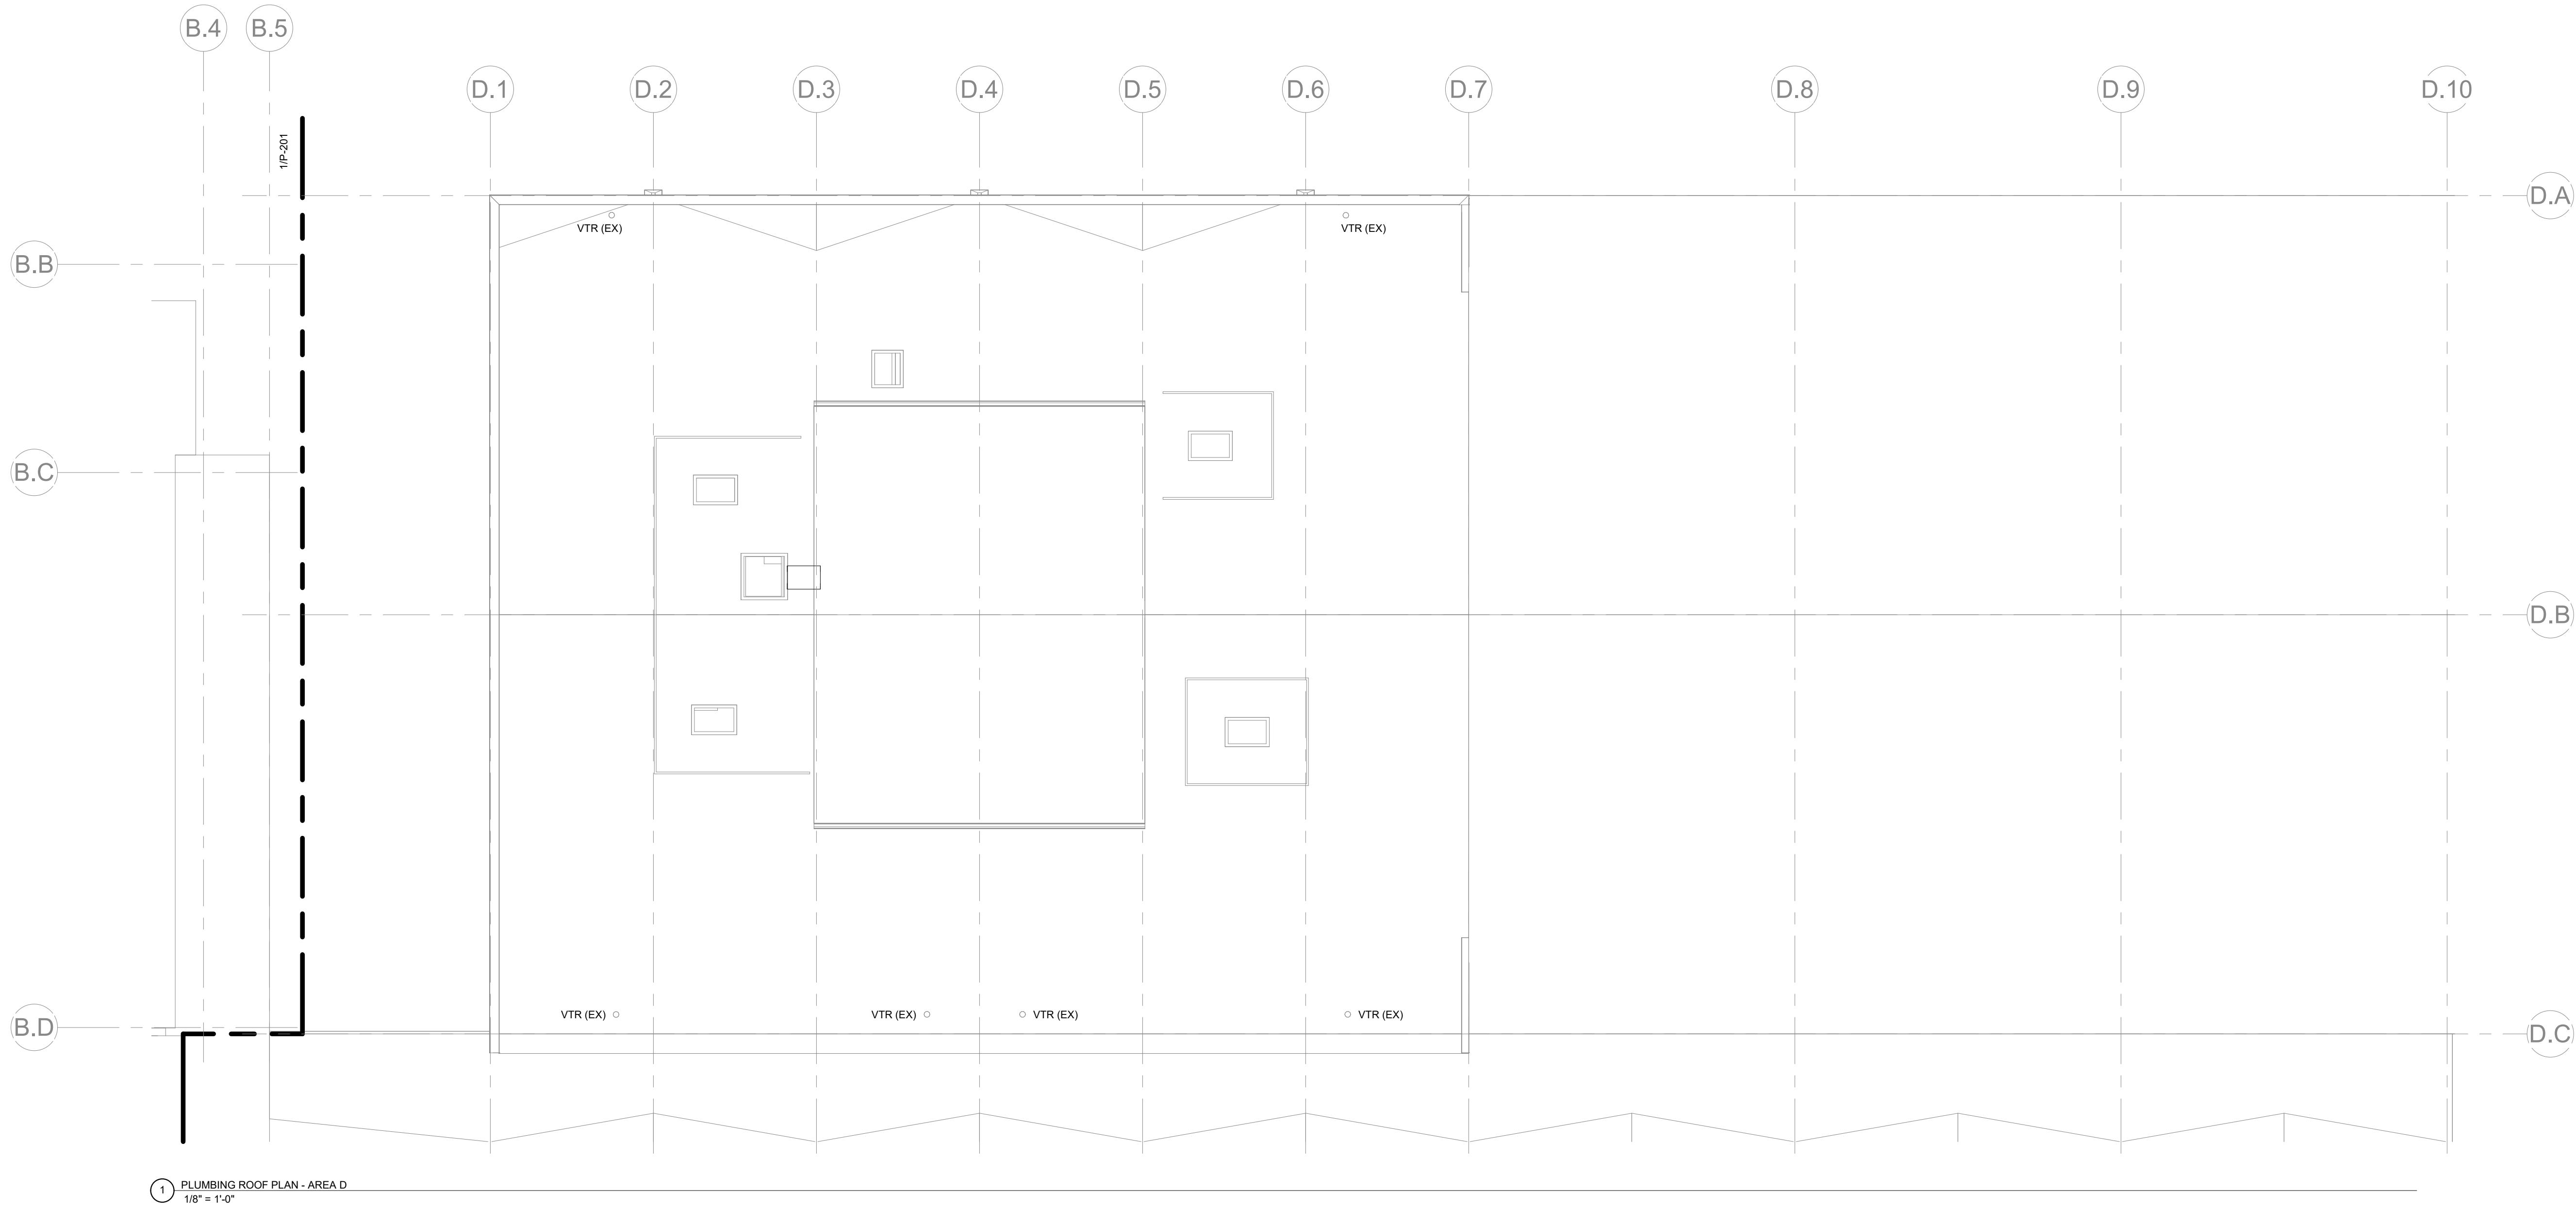 B.4
B.5
D.1
D.2
D.3
D.4
D.5
D.6
D.7
D.8
D.9
D.10
1/P-201
D.A
VTR (EX)
VTR (EX)
B.B
B.C
D.B
VTR (EX)
VTR (EX)
VTR (EX)
VTR (EX)
B.D
D.C
1
PLUMBING ROOF PLAN - AREA D
1/8" = 1'-0"